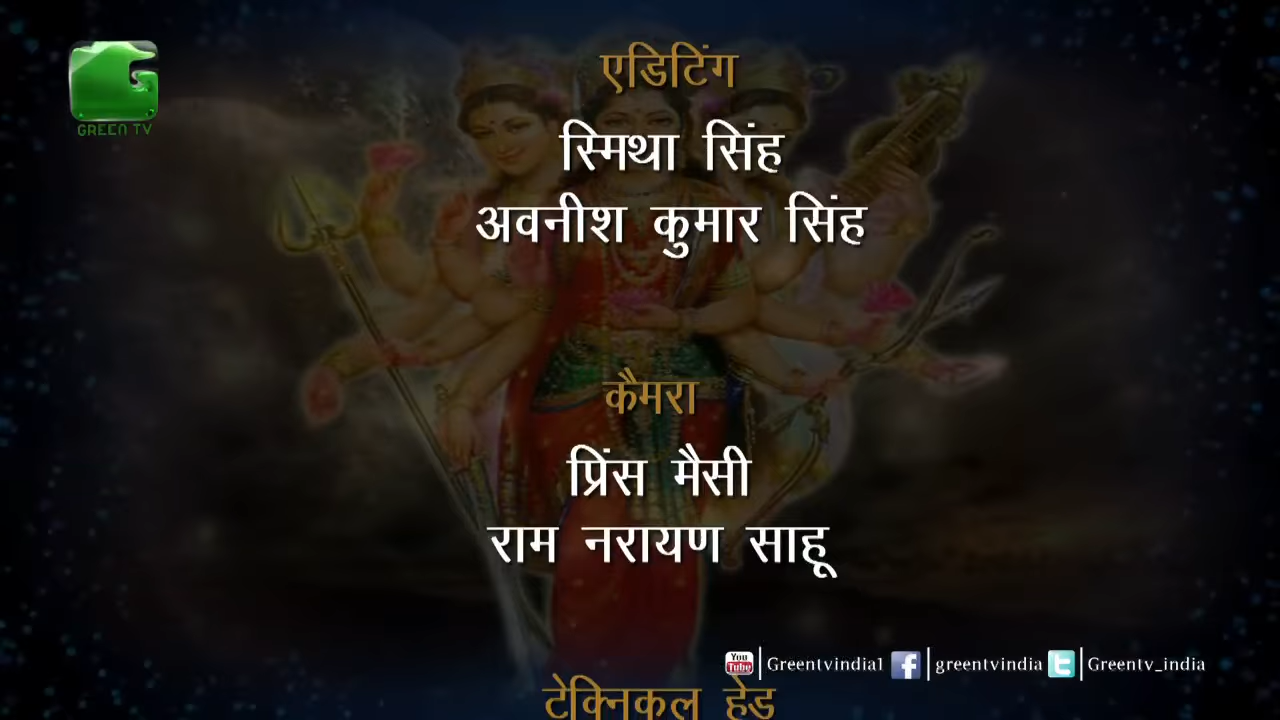 GREEN TV
एडिटिंग
स्मिथा सिंह
अवनीश कुमार सिंह
कैमरा
प्रिंस मैसी
राम नरायण साहू
You Tube Greentvindia1 f greentvindia t Greentv_india
टेक्निकल हेड